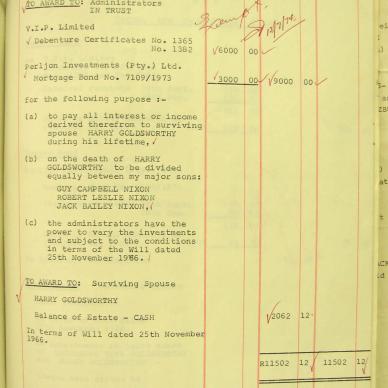 TO AWARD TO: Administrators
IN TRUST
V.I.P. Limited
Debenture Certificates No. 1365
No. 1382 6000 00
Perljon Investments (Pty.) Ltd.
Mortgage Bond No. 7109/1973 3000 00 9000 00
for the following purpose :-
(a) to pay all interest or income
derived therefrom to surviving
spouse HARRY GOLDSWORTHY
during his lifetime,
(b) on the death of HARRY
GOLDSWORTHY to be divided
equally between my major sons:
GUY CAMPBELL NIXON
ROBERT LESLIE NIXON
JACK BAILEY NIXON,
(c) the administrators have the
power to vary the investments
and subject to the conditions
in terms of the Will dated
25th November 1966.
TO AWARD TO: Surviving Spouse
HARRY GOLDSWORTHY
Balance of Estate - CASH 2062 12
In terms of Will dated 25th November
1966.
R11502 12 11502 12